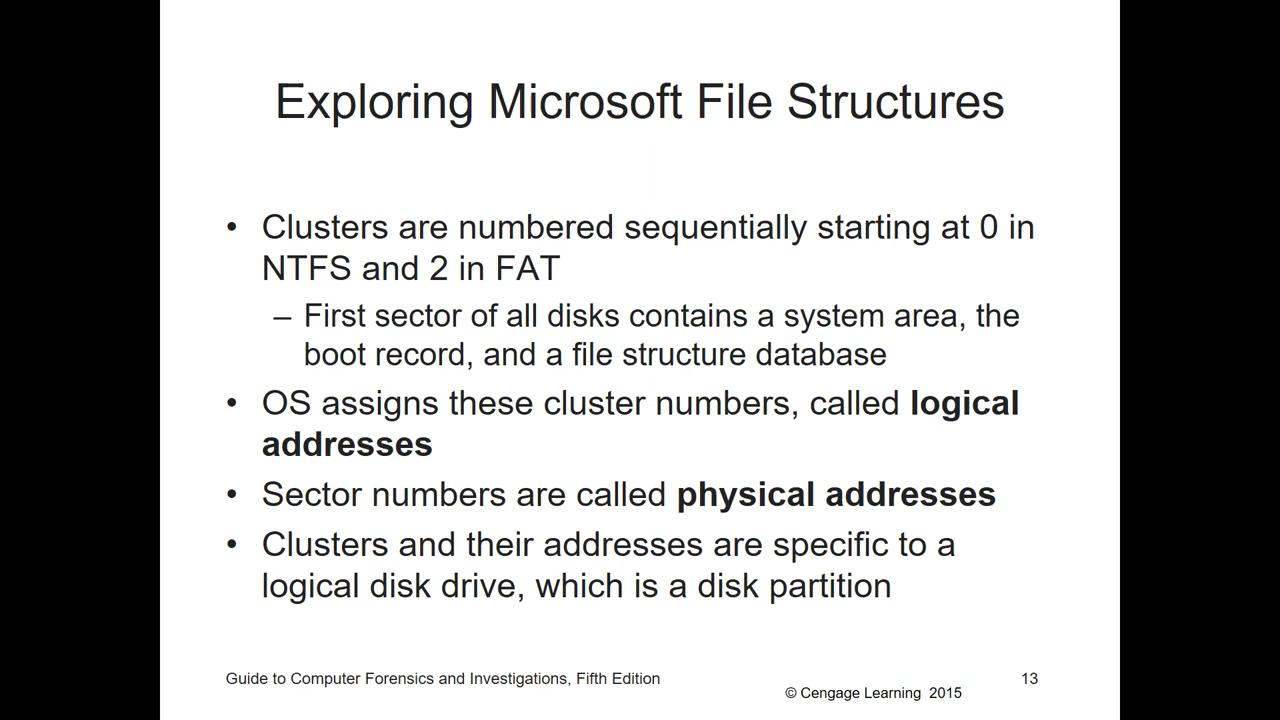 Exploring Microsoft File Structures
• Clusters are numbered sequentially starting at 0 in
NTFS and 2 in FAT
– First sector of all disks contains a system area, the
boot record, and a file structure database
• OS assigns these cluster numbers, called logical
addresses
• Sector numbers are called physical addresses
• Clusters and their addresses are specific to a
logical disk drive, which is a disk partition
Guide to Computer Forensics and Investigations, Fifth Edition
13
© Cengage Learning 2015